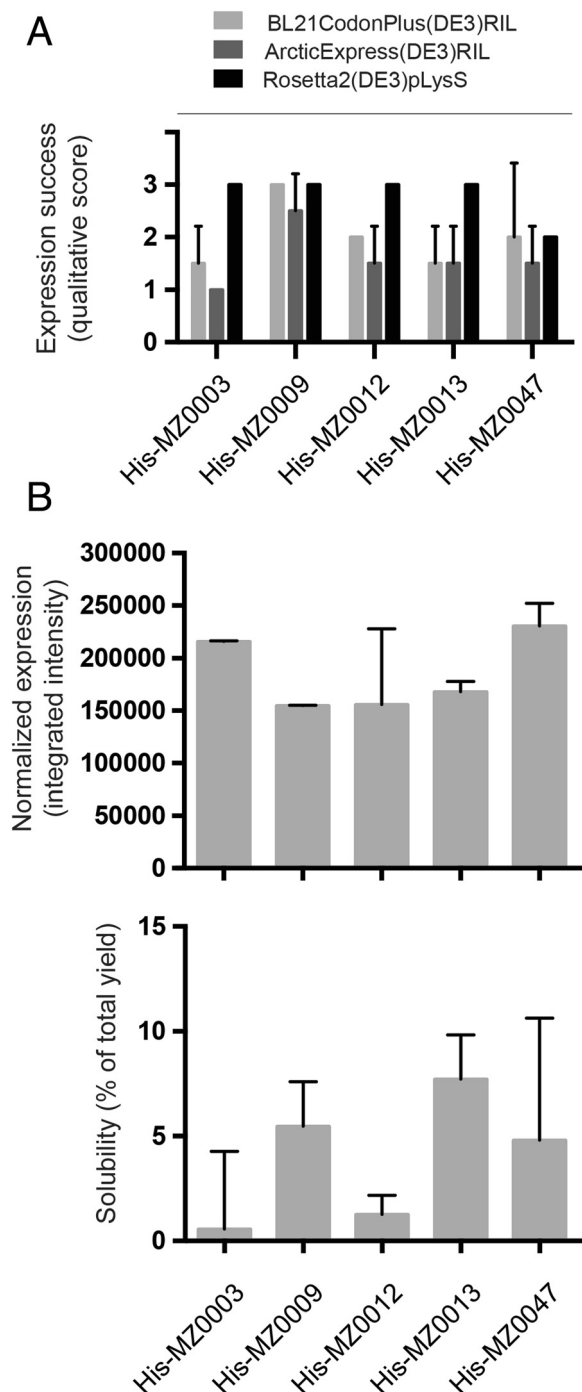 A
BL21CodonPlus(DE3)RIL
ArcticExpress(DE3)RIL
Rosetta2(DE3)pLysS
Expression success
(qualitative score)
3
2
1
0
His-MZ0003
His-MZ0009
His-MZ0012
His-MZ0013
His-MZ0047
B
Normalized expression
(integrated intensity)
300000
250000
200000
150000
100000
50000
0
Solubility (% of total yield)
15
10
5
0
His-MZ0003
His-MZ0009
His-MZ0012
His-MZ0013
His-MZ0047